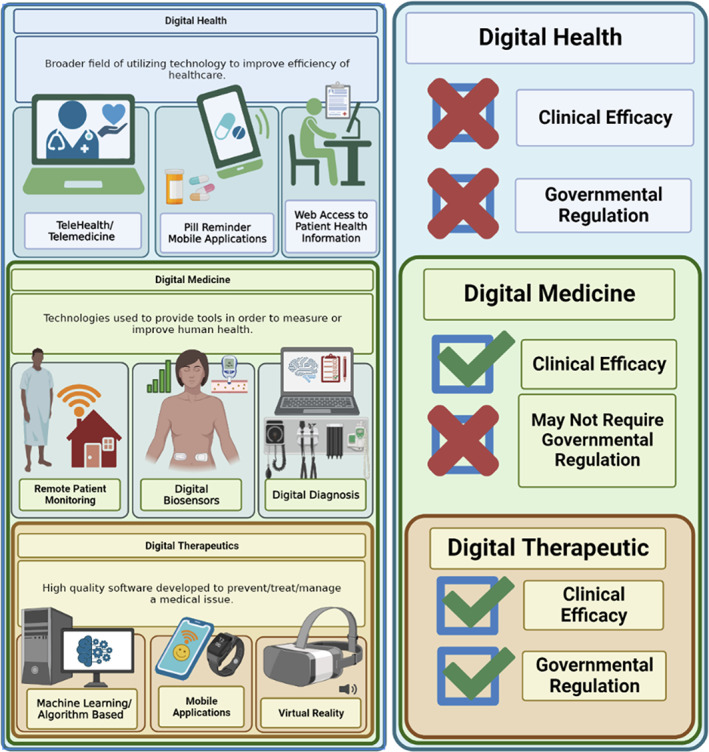 Digital Health
Broader field of utilizing technology to improve efficiency of
healthcare.
TeleHealth/
Telemedicine
Pill Reminder
Mobile Applications
Web Access to
Patient Health
Information
Digital Medicine
Technologies used to provide tools in order to measure or
improve human health.
Remote Patient
Monitoring
Digital
Biosensors
Digital Diagnosis
Digital Therapeutics
High quality software developed to prevent/treat/manage
a medical issue.
Machine Learning/
Algorithm Based
Mobile
Applications
Virtual Reality
Digital Health
Clinical Efficacy
Governmental
Regulation
Digital Medicine
Clinical Efficacy
May Not Require
Governmental
Regulation
Digital Therapeutic
Clinical
Efficacy
Governmental
Regulation